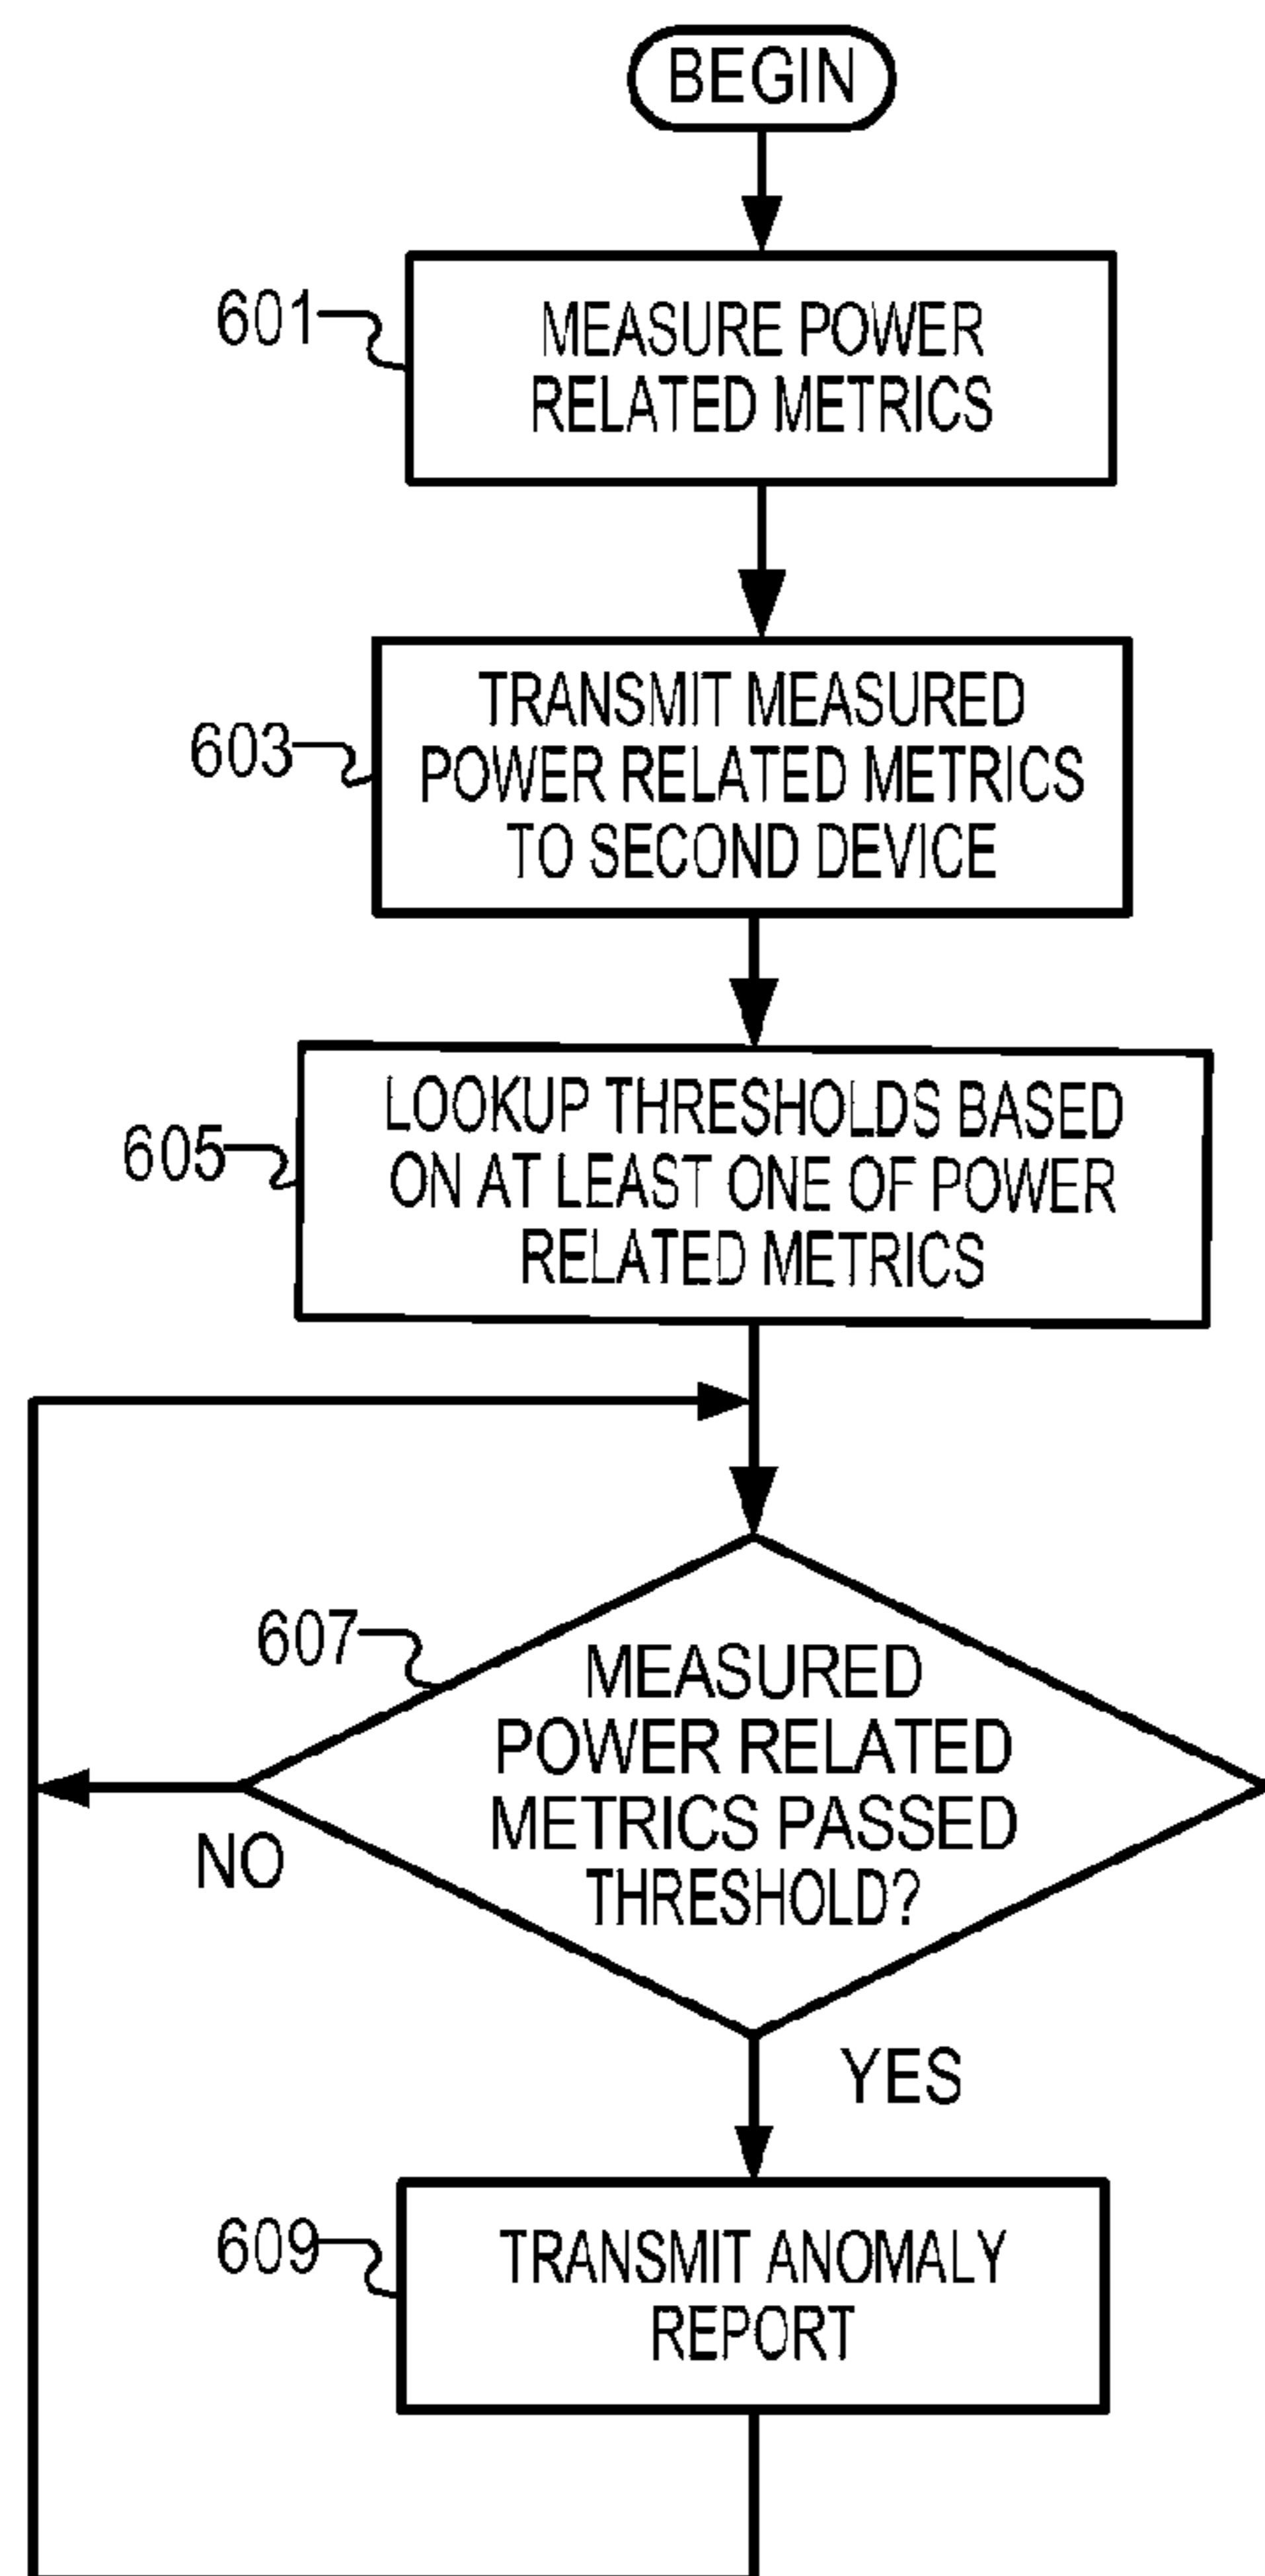 BEGIN
601
MEASURE POWER
RELATED METRICS
603
TRANSMIT MEASURED
POWER RELATED METRICS
TO SECOND DEVICE
605
LOOKUP THRESHOLDS BASED
ON AT LEAST ONE OF POWER
RELATED METRICS
607
MEASURED
POWER RELATED
METRICS PASSED
THRESHOLD?
NO
YES
609
TRANSMIT ANOMALY
REPORT